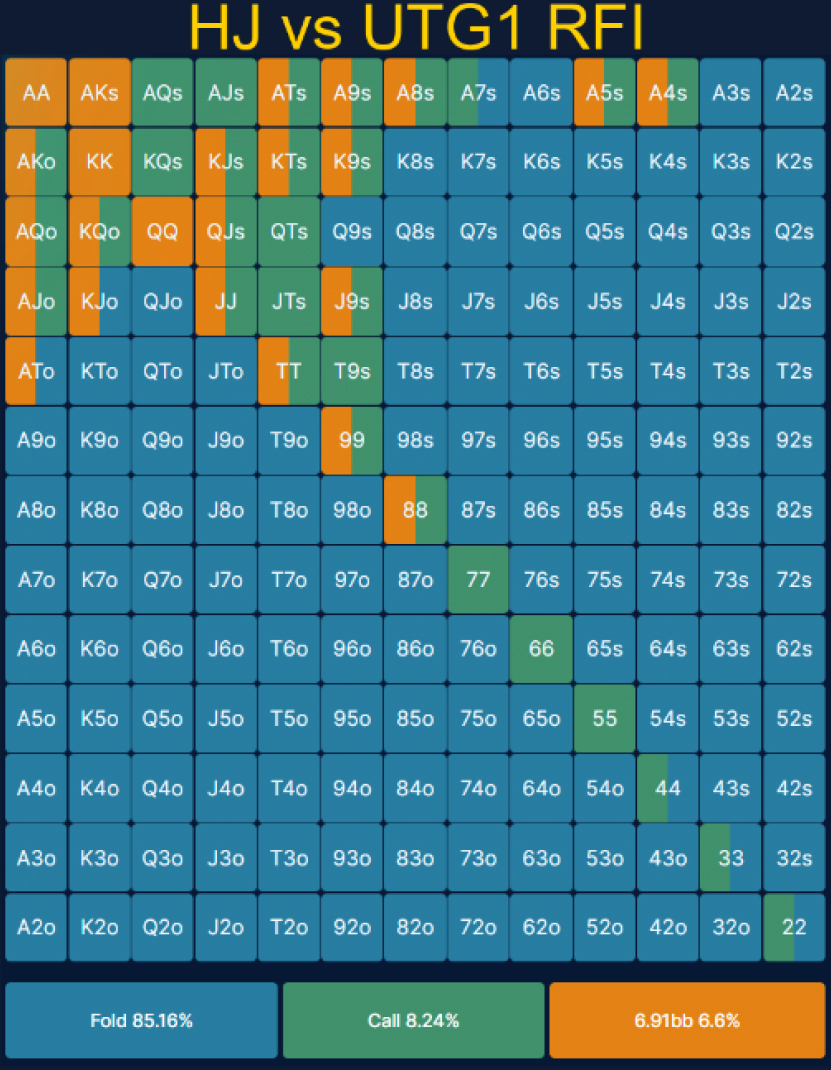 HJ vs UTG1 RFI
AA AKs AQs AJs ATs A9s A8s A7s A6s A5s A4s A3s A2s
AKo KK KQs KJs KTs K9s K8s K7s K6s K5s K4s K3s K2s
AQo KQo QQ QJs QTs Q9s Q8s Q7s Q6s Q5s Q4s Q3s Q2s
AJo KJo QJo JJ JTs J9s J8s J7s J6s J5s J4s J3s J2s
ATo KTo QTo JTo TT T9s T8s T7s T6s T5s T4s T3s T2s
A9o K9o Q9o J9o T9o 99 98s 97s 96s 95s 94s 93s 92s
A8o K8o Q8o J8o T8o 98o 88 87s 86s 85s 84s 83s 82s
A7o K7o Q7o J7o T7o 97o 87o 77 76s 75s 74s 73s 72s
A6o K6o Q6o J6o T6o 96o 86o 76o 66 65s 64s 63s 62s
A5o K5o Q5o J5o T5o 95o 85o 75o 65o 55 54s 53s 52s
A4o K4o Q4o J4o T4o 94o 84o 74o 64o 54o 44 43s 42s
A3o K3o Q3o J3o T3o 93o 83o 73o 63o 53o 43o 33 32s
A2o K2o Q2o J2o T2o 92o 82o 72o 62o 52o 42o 32o 22
Fold 85.16% Call 8.24% 6.91bb 6.6%